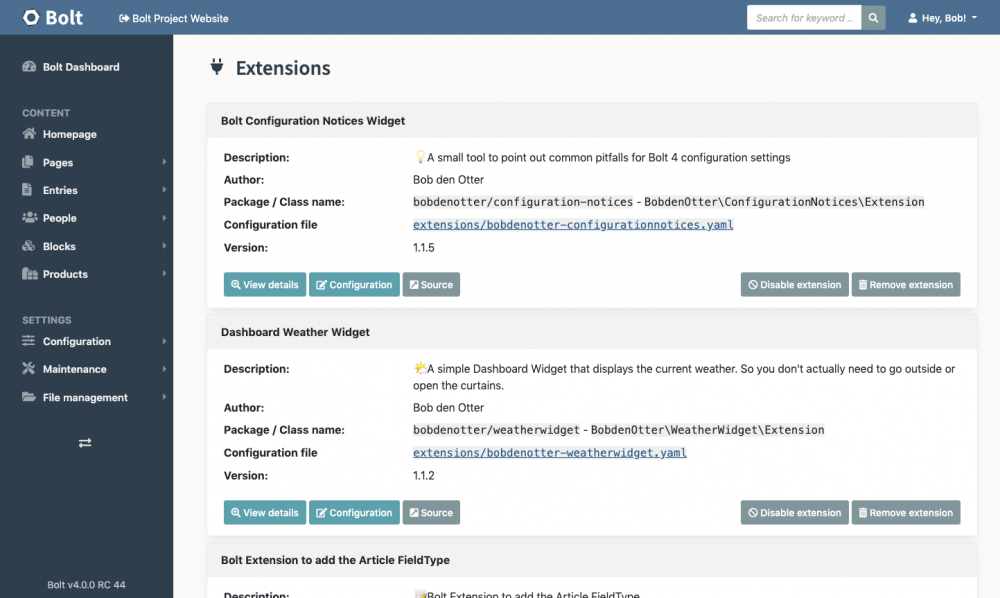 Bolt
Bolt Project Website
Search for keyword ..
Hey, Bob!
Bolt Dashboard
CONTENT
Homepage
Pages
Entries
People
Blocks
Products
SETTINGS
Configuration
Maintenance
File management
Bolt v4.0.0 RC 44
Extensions
Bolt Configuration Notices Widget
Description: 💡A small tool to point out common pitfalls for Bolt 4 configuration settings
Author: Bob den Otter
Package / Class name: bobdenotter/configuration-notices - BobdenOtter\ConfigurationNotices\Extension
Configuration file extensions/bobdenotter-configurationnotices.yaml
Version: 1.1.5
View details Configuration Source Disable extension Remove extension
Dashboard Weather Widget
Description: 🌤️A simple Dashboard Widget that displays the current weather. So you don't actually need to go outside or
open the curtains.
Author: Bob den Otter
Package / Class name: bobdenotter/weatherwidget - BobdenOtter\WeatherWidget\Extension
Configuration file extensions/bobdenotter-weatherwidget.yaml
Version: 1.1.2
View details Configuration Source Disable extension Remove extension
Bolt Extension to add the Article FieldType
Description: 📝Bolt Extension to add the Article FieldType